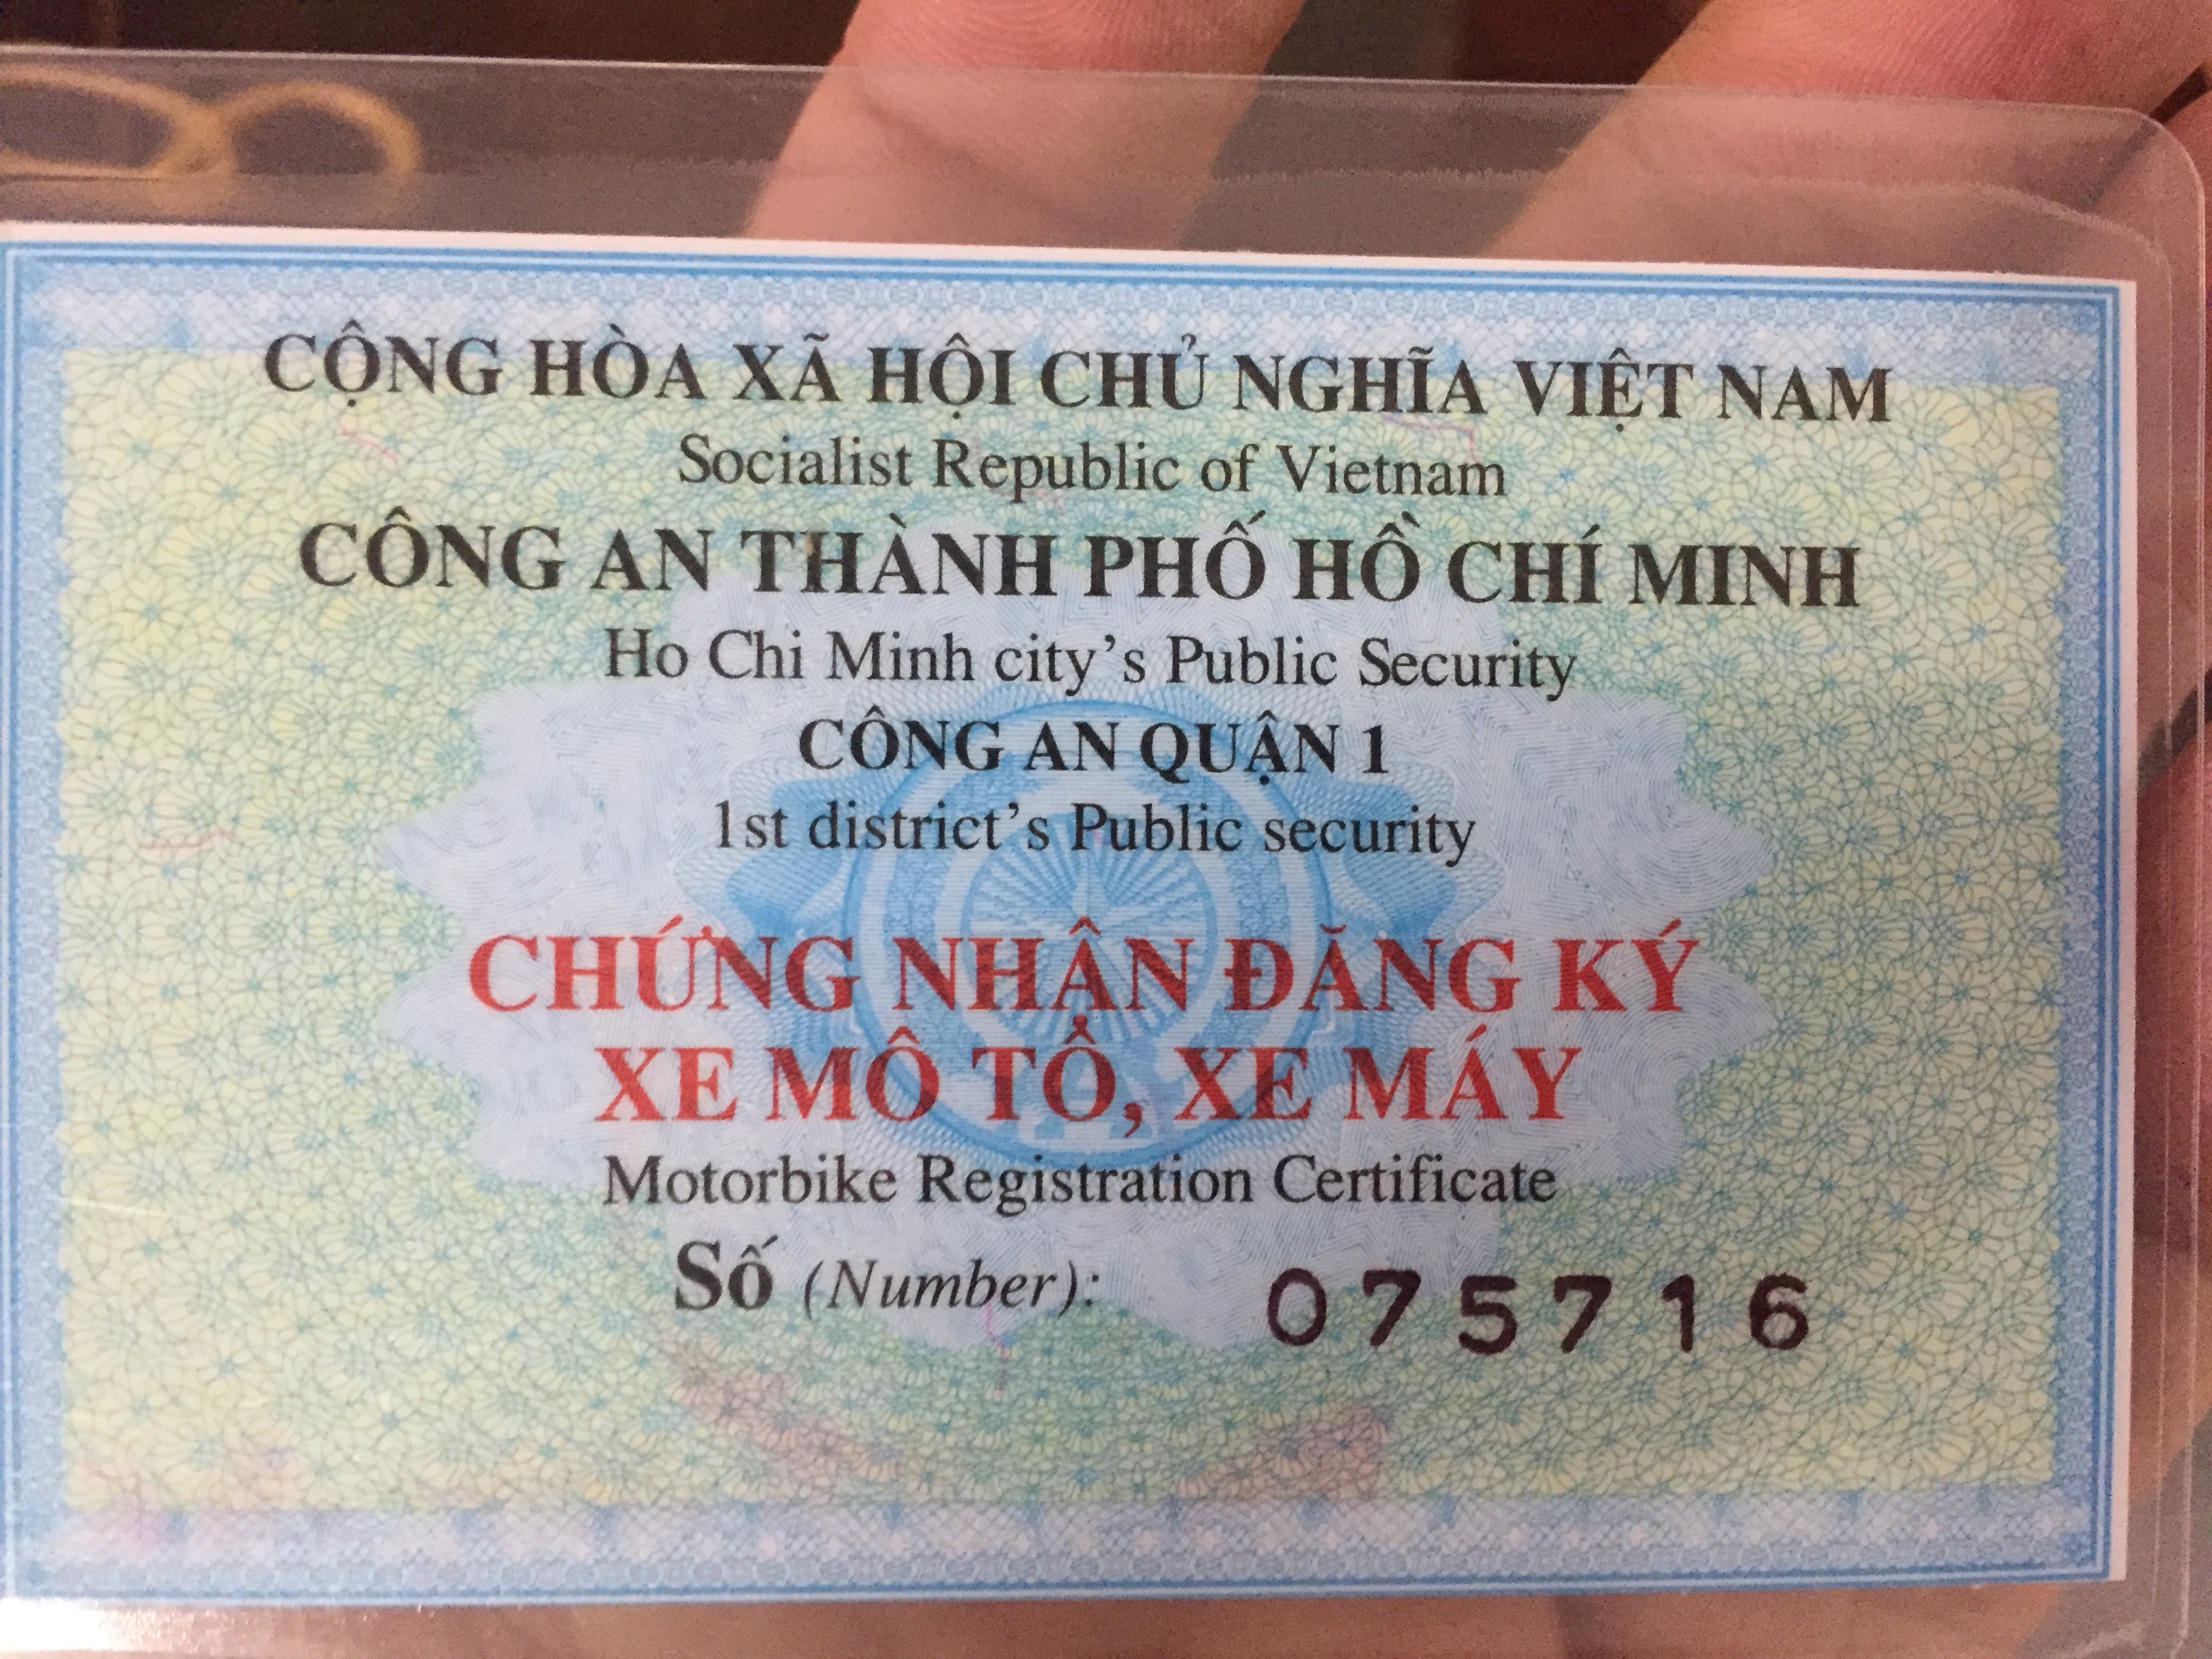 CỘNG HÒA XÃ HỘI CHỦ NGHĨA VIỆT NAM
Socialist Republic of Vietnam
CÔNG AN THÀNH PHỐ HỒ CHÍ MINH
Ho Chi Minh city's Public Security
CÔNG AN QUẬN 1
1st district's Public security
CHỨNG NHẬN ĐĂNG KÝ
XE MÔ TÔ, XE MÁY
Motorbike Registration Certificate
Số (Number): 075716